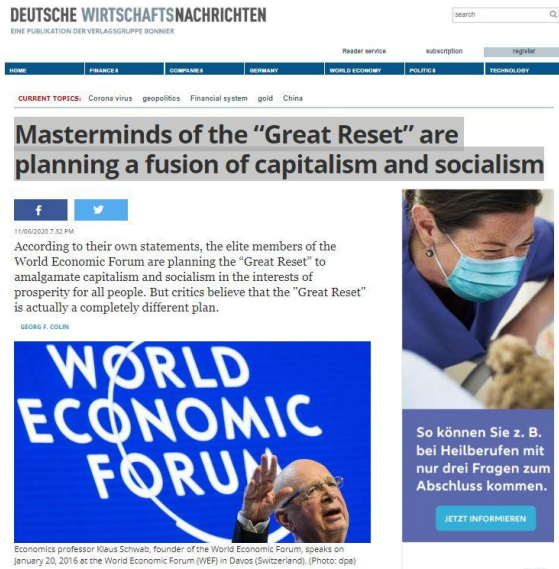 DEUTSCHE WIRTSCHAFTSNACHRICHTEN
EINE PUBLIKATION DER VERLAGSGRUPPE BONNIER
search
Reader service subscription register
HOME FINANCES COMPANIES GERMANY WORLD ECONOMY POLITICS TECHNOLOGY
CURRENT TOPICS: Corona virus geopolitics Financial system gold China
Masterminds of the “Great Reset” are
planning a fusion of capitalism and socialism
f
11/06/2020 7:32 PM
According to their own statements, the elite members of the
World Economic Forum are planning the “Great Reset” to
amalgamate capitalism and socialism in the interests of
prosperity for all people. But critics believe that the "Great Reset"
is actually a completely different plan.
GEORG F. COLIN
WORLD
ECONOMIC
FORU
Economics professor Klaus Schwab, founder of the World Economic Forum, speaks on
January 20, 2016 at the World Economic Forum (WEF) in Davos (Switzerland). (Photo: dpa)
So können Sie z. B.
bei Heilberufen mit
nur drei Fragen zum
Abschluss kommen.
JETZT INFORMIEREN